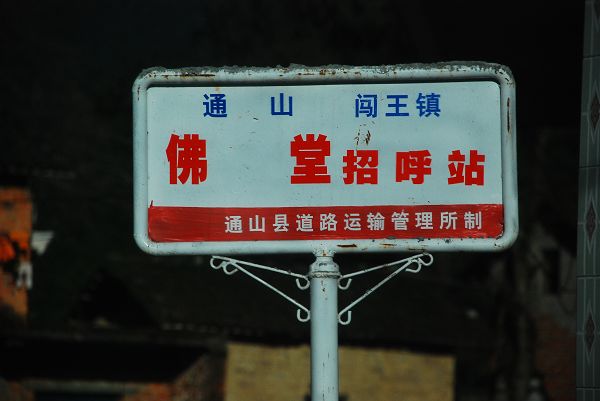 通山 闯王镇
佛堂招呼站
通山县道路运输管理所制